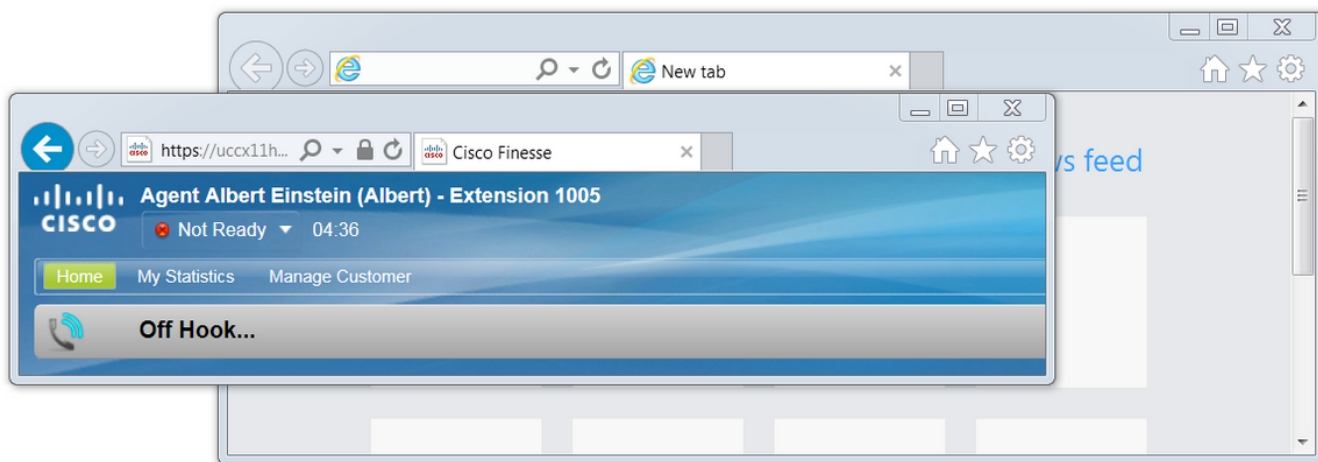 New tab
https://uccx11h... Cisco Finesse
vs feed
Agent Albert Einstein (Albert) - Extension 1005
CISCO
Not Ready 04:36
Home My Statistics Manage Customer
Off Hook...